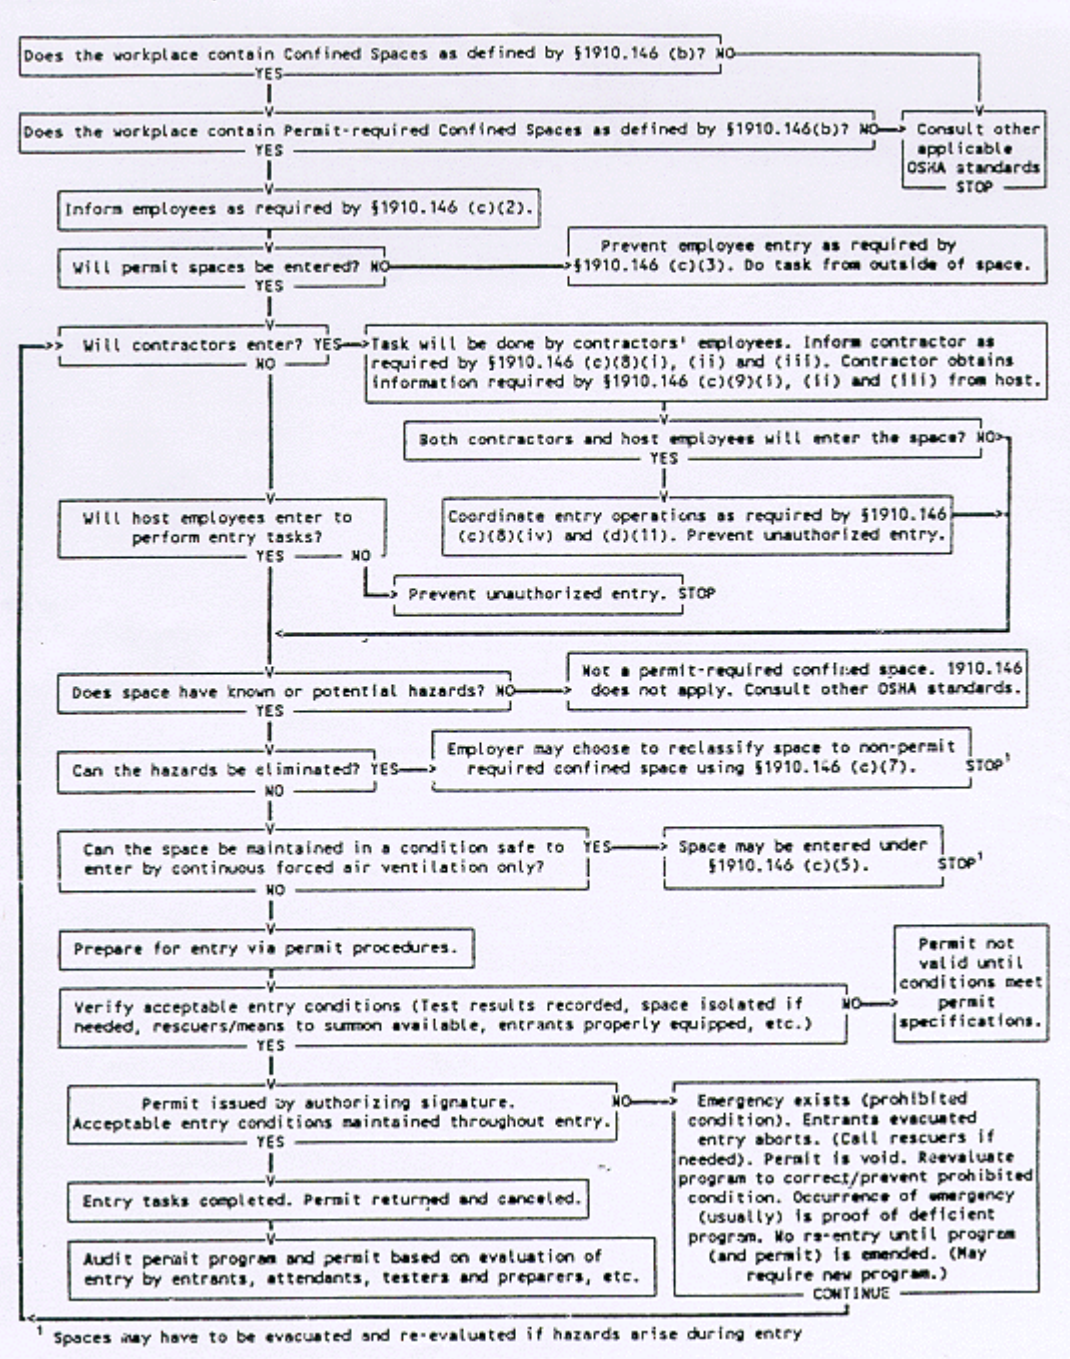 Does the workplace contain Confined Spaces as defined by §1910.146 (b)? NO
YES
Does the workplace contain Permit-required Confined Spaces as defined by §1910.146(b)? NO
YES
Consult other
applicable
OSHA standards
STOP
Inform employees as required by §1910.146 (c)(2).
Will permit spaces be entered? NO
YES
Prevent employee entry as required by
§1910.146 (c)(3). Do task from outside of space.
Will contractors enter? YES
NO
Task will be done by contractors' employees. Inform contractor as
required by §1910.146 (c)(8)(i), (ii) and (iii). Contractor obtains
information required by §1910.146 (c)(9)(i), (ii) and (iii) from host.
Both contractors and host employees will enter the space? NO
YES
Will host employees enter to
perform entry tasks?
YES NO
Coordinate entry operations as required by §1910.146
(c)(8)(iv) and (d)(11). Prevent unauthorized entry.
Prevent unauthorized entry. STOP
Does space have known or potential hazards? NO
YES
Not a permit-required confined space. 1910.146
does not apply. Consult other OSHA standards.
Can the hazards be eliminated? YES
NO
Employer may choose to reclassify space to non-permit
required confined space using §1910.146 (c)(7). STOP¹
Can the space be maintained in a condition safe to YES
enter by continuous forced air ventilation only?
NO
Space may be entered under
§1910.146 (c)(5). STOP¹
Prepare for entry via permit procedures.
Verify acceptable entry conditions (Test results recorded, space isolated if NO
needed, rescuers/means to summon available, entrants properly equipped, etc.)
YES
Permit not
valid until
conditions meet
permit
specifications.
Permit issued by authorizing signature. NO
Acceptable entry conditions maintained throughout entry.
YES
Emergency exists (prohibited
condition). Entrants evacuated
entry aborts. (Call rescuers if
needed). Permit is void. Reevaluate
program to correct/prevent prohibited
condition. Occurrence of emergency
(usually) is proof of deficient
program. No re-entry until program
(and permit) is amended. (May
require new program.)
CONTINUE
Entry tasks completed. Permit returned and canceled.
Audit permit program and permit based on evaluation of
entry by entrants, attendants, testers and preparers, etc.
¹ Spaces may have to be evacuated and re-evaluated if hazards arise during entry